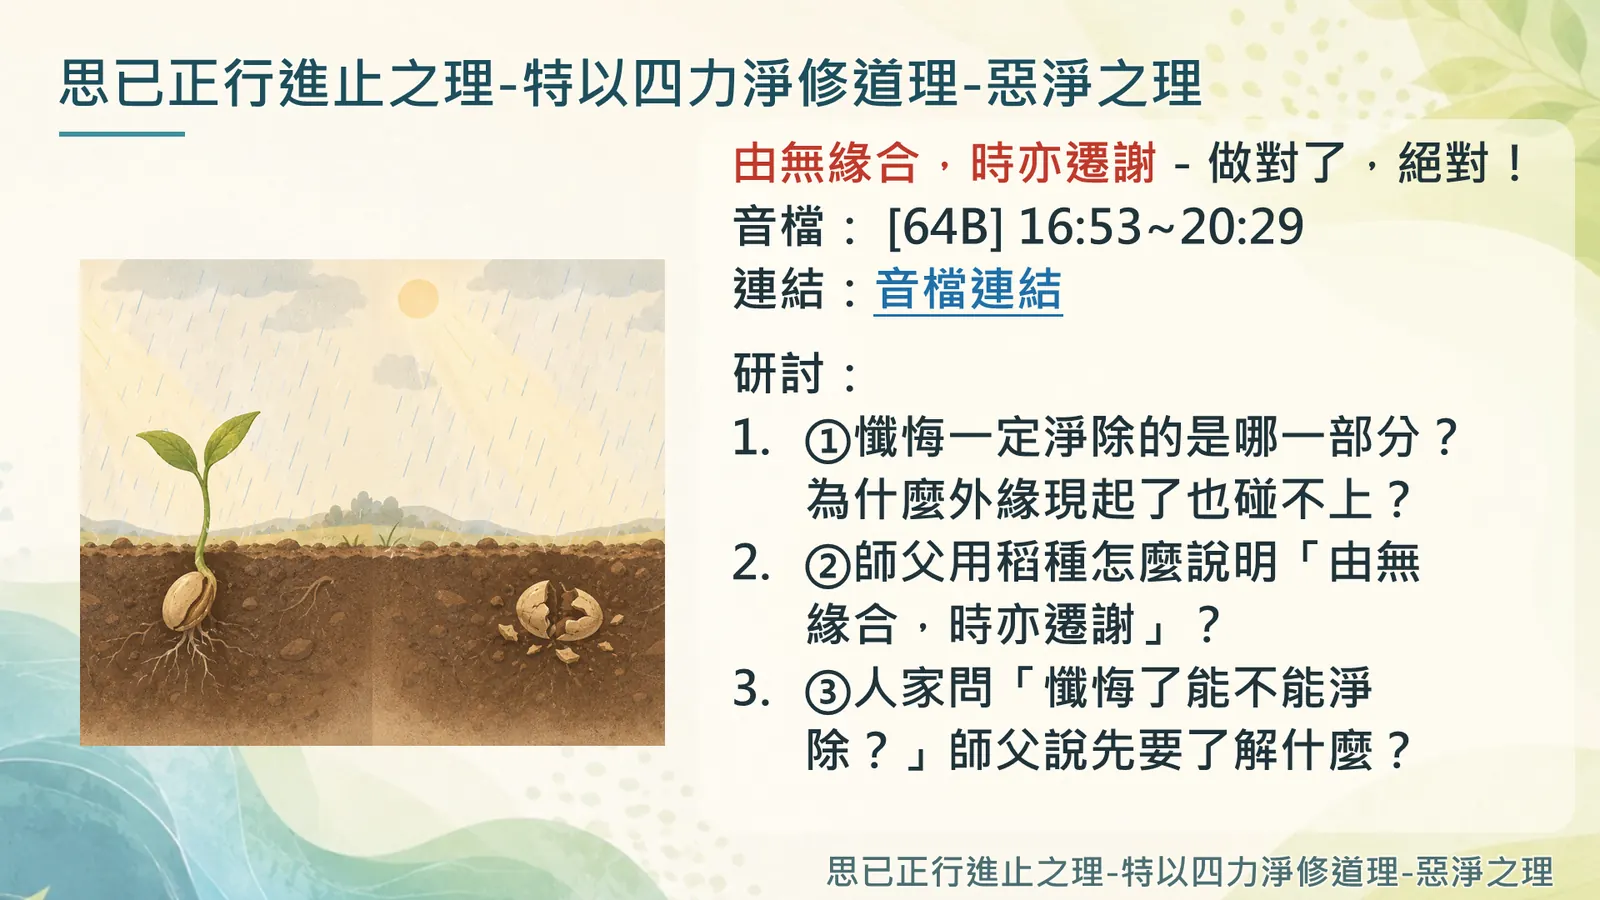 思已正行進止之理-特以四力淨修道理-惡淨之理
由無緣合，時亦遷謝 - 做對了，絕對！
音檔： [64B] 16:53~20:29
連結：音檔連結
研討：
1. ①懺悔一定淨除的是哪一部分？
為什麼外緣現起了也碰不上？
2. ②師父用稻種怎麼說明「由無
緣合，時亦遷謝」？
3. ③人家問「懺悔了能不能淨
除？」師父說先要了解什麼？
思已正行進止之理-特以四力淨修道理-惡淨之理